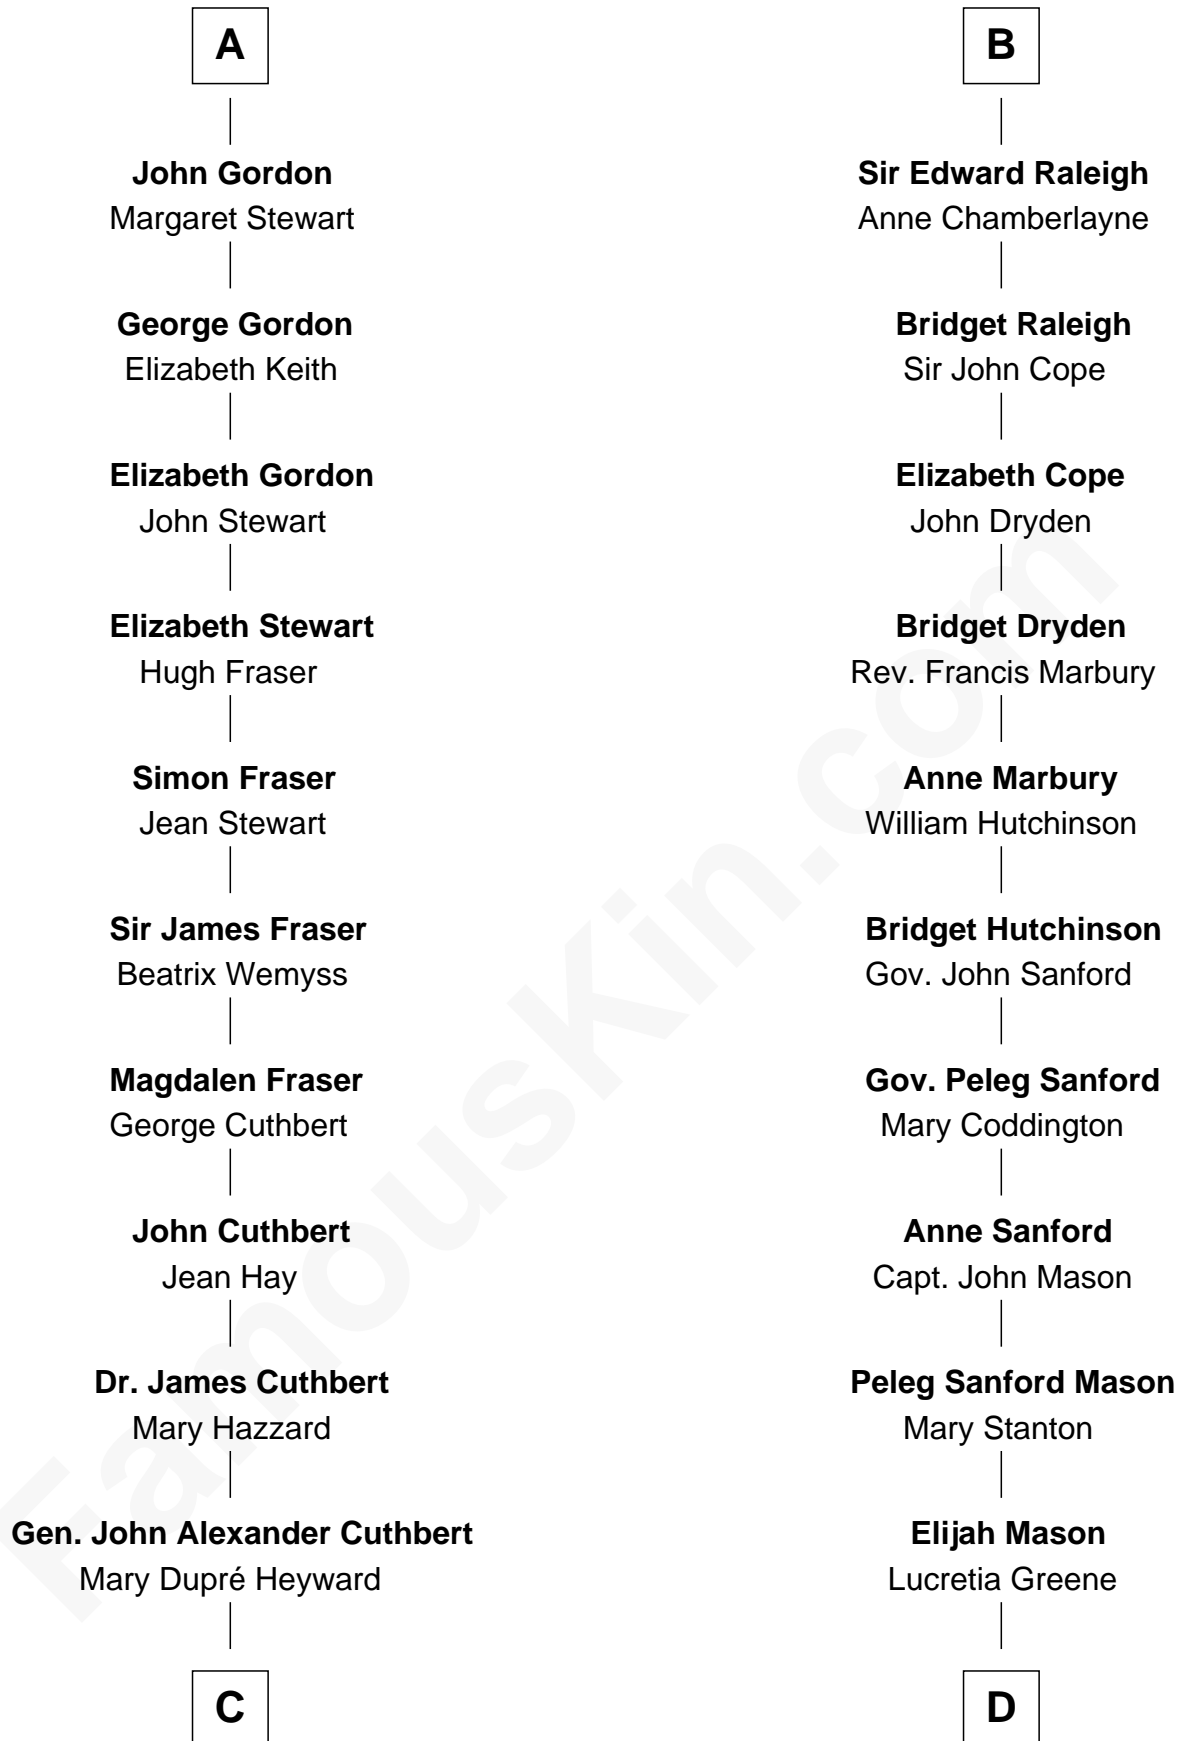 A
John Gordon
Margaret Stewart
George Gordon
Elizabeth Keith
Elizabeth Gordon
John Stewart
Elizabeth Stewart
Hugh Fraser
Simon Fraser
Jean Stewart
Sir James Fraser
Beatrix Wemyss
Magdalen Fraser
George Cuthbert
John Cuthbert
Jean Hay
Dr. James Cuthbert
Mary Hazzard
Gen. John Alexander Cuthbert
Mary Dupré Heyward
C
B
Sir Edward Raleigh
Anne Chamberlayne
Bridget Raleigh
Sir John Cope
Elizabeth Cope
John Dryden
Bridget Dryden
Rev. Francis Marbury
Anne Marbury
William Hutchinson
Bridget Hutchinson
Gov. John Sanford
Gov. Peleg Sanford
Mary Coddington
Anne Sanford
Capt. John Mason
Peleg Sanford Mason
Mary Stanton
Elijah Mason
Lucretia Greene
D
FamousKin.com